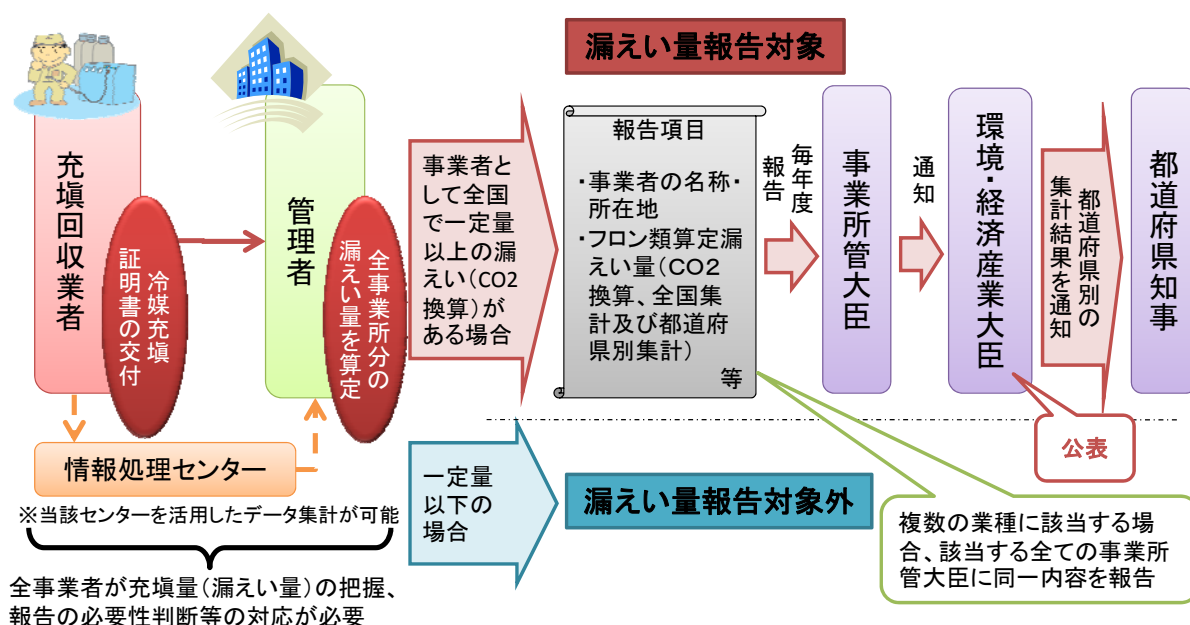 漏えい量報告対象
充塡回収業者
冷媒充塡
証明書の交付
管理者
全事業所分の
漏えい量を算定
事業者と
して全国
で一定量
以上の漏
えい(CO2
換算)が
ある場合
報告項目
・事業者の名称・
所在地
・フロン類算定漏
えい量(CO2
換算、全国集
計及び都道府
県別集計)
等
毎年度
報告
事業所管大臣
通知
環境・経済産業大臣
都道府県別の
集計結果を通知
都道府県知事
公表
情報処理センター
※当該センターを活用したデータ集計が可能
全事業者が充塡量(漏えい量)の把握、
報告の必要性判断等の対応が必要
一定量
以下の
場合
漏えい量報告対象外
複数の業種に該当する場
合、該当する全ての事業所
管大臣に同一内容を報告